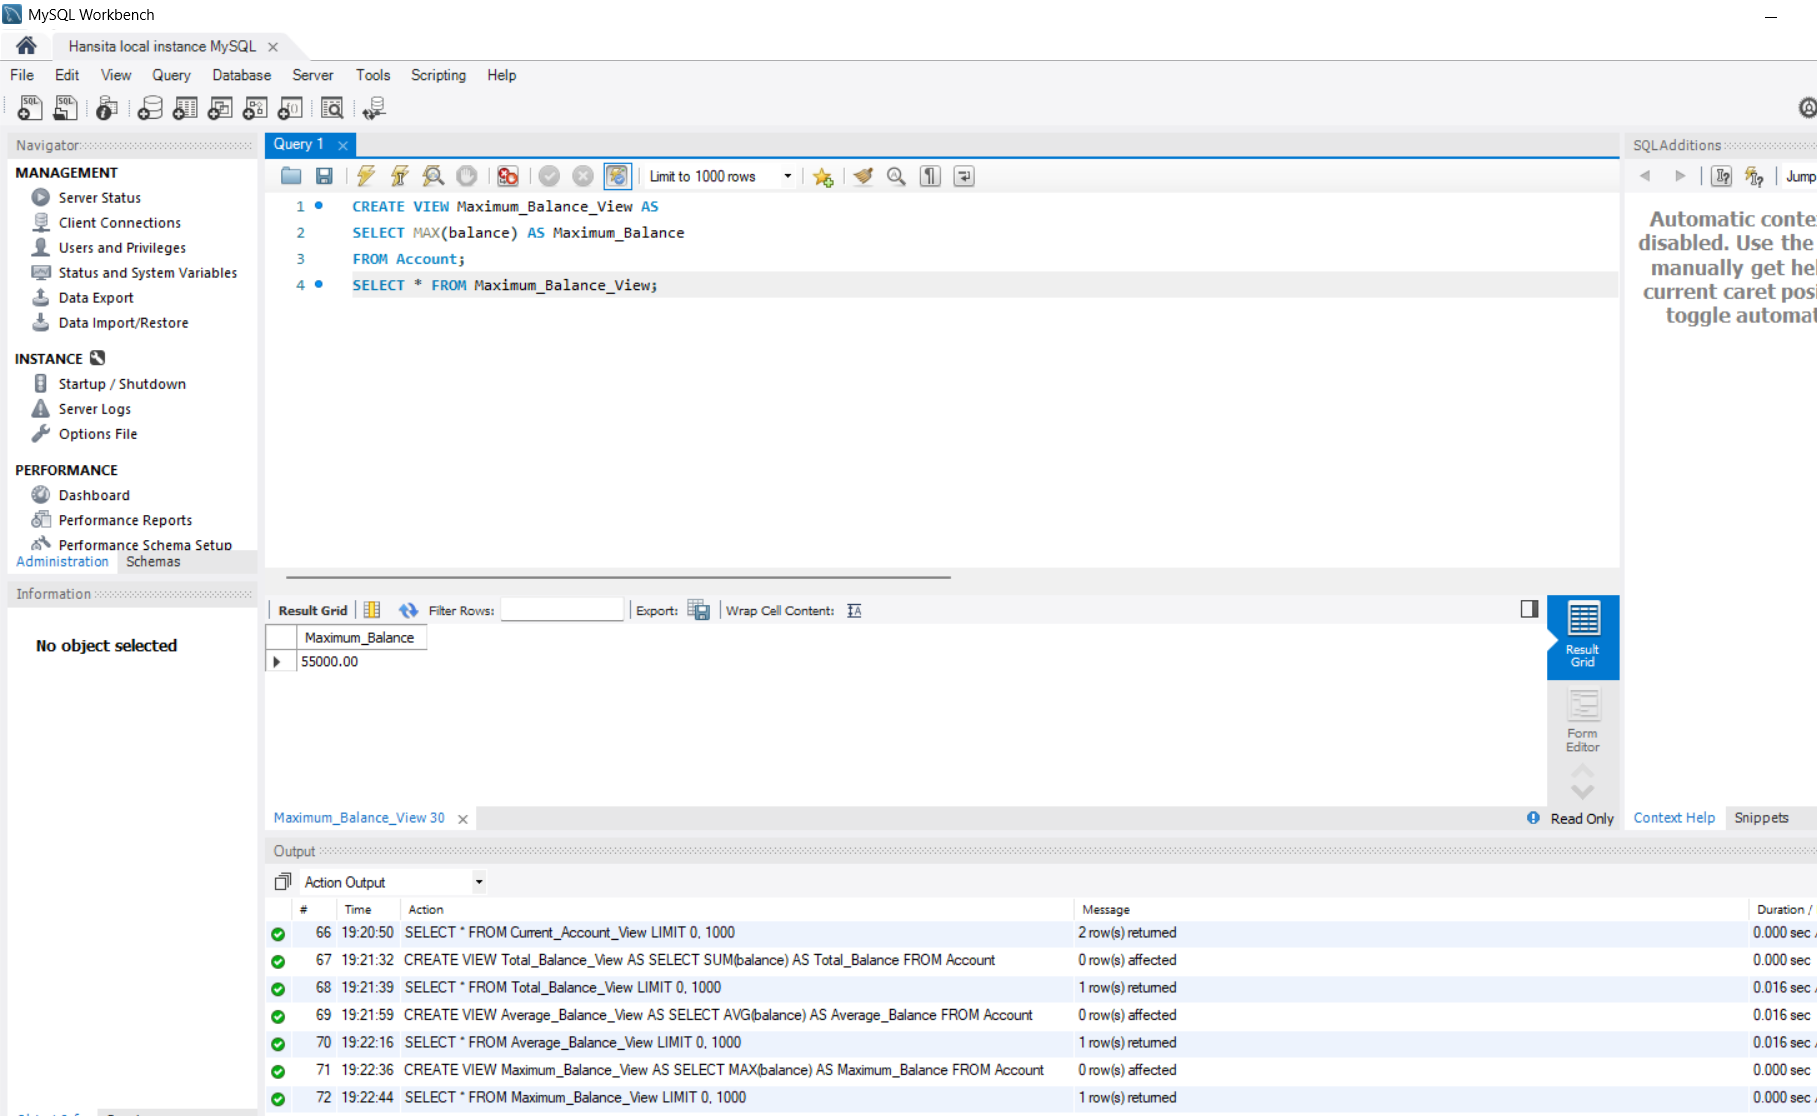 MySQL Workbench
Hansita local instance MySQL
File Edit View Query Database Server Tools Scripting Help
Navigator
MANAGEMENT
Server Status
Client Connections
Users and Privileges
Status and System Variables
Data Export
Data Import/Restore
INSTANCE
Startup / Shutdown
Server Logs
Options File
PERFORMANCE
Dashboard
Performance Reports
Performance Schema Setup
Administration Schemas
Information
No object selected
Query 1
Limit to 1000 rows
1 CREATE VIEW Maximum_Balance_View AS
2 SELECT MAX(balance) AS Maximum_Balance
3 FROM Account;
4 SELECT * FROM Maximum_Balance_View;
Result Grid Filter Rows: Export: Wrap Cell Content:
Maximum_Balance
55000.00
Result
Grid
Form
Editor
Maximum_Balance_View 30
Read Only
SQLAdditions
Jump
Automatic conte
disabled. Use the
manually get hel
current caret posi
toggle automat
Context Help Snippets
Output
Action Output
# Time Action Message Duration /
66 19:20:50 SELECT * FROM Current_Account_View LIMIT 0, 1000 2 row(s) returned 0.000 sec
67 19:21:32 CREATE VIEW Total_Balance_View AS SELECT SUM(balance) AS Total_Balance FROM Account 0 row(s) affected 0.000 sec
68 19:21:39 SELECT * FROM Total_Balance_View LIMIT 0, 1000 1 row(s) returned 0.016 sec
69 19:21:59 CREATE VIEW Average_Balance_View AS SELECT AVG(balance) AS Average_Balance FROM Account 0 row(s) affected 0.016 sec
70 19:22:16 SELECT * FROM Average_Balance_View LIMIT 0, 1000 1 row(s) returned 0.016 sec
71 19:22:36 CREATE VIEW Maximum_Balance_View AS SELECT MAX(balance) AS Maximum_Balance FROM Account 0 row(s) affected 0.000 sec
72 19:22:44 SELECT * FROM Maximum_Balance_View LIMIT 0, 1000 1 row(s) returned 0.000 sec